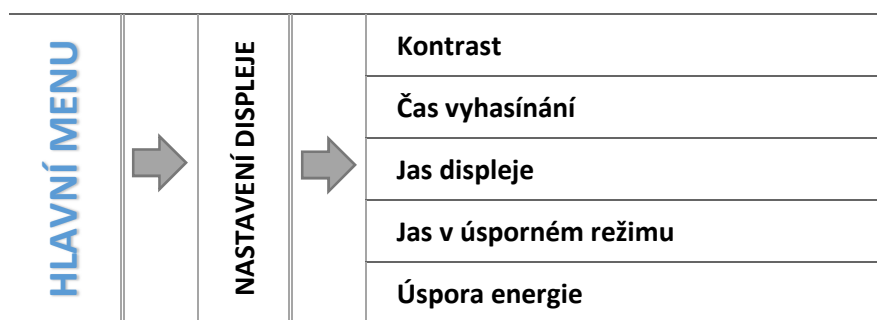 HLAVNÍ MENU
NASTAVENÍ DISPLEJE
Kontrast
Čas vyhasínání
Jas displeje
Jas v úsporném režimu
Úspora energie